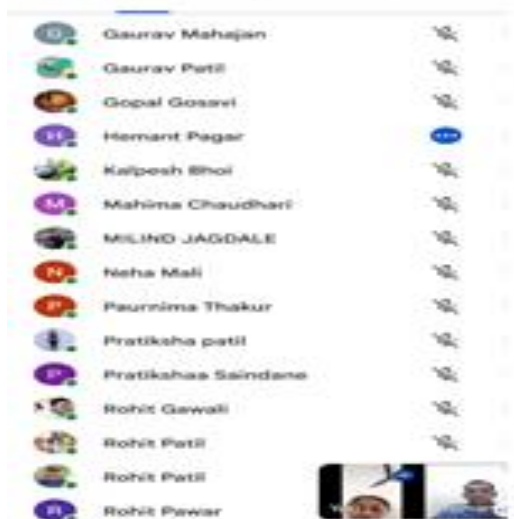 G Gaurav Mahajan
Gaurav Patil
Gopal Gosavi
H Hemant Pagar
Kalpesh Bhoi
M Mahima Chaudhari
MILIND JAGDALE
N Neha Mali
P Paurnima Thakur
Pratiksha patil
P Pratikshaa Saindane
Rohit Gawali
Rohit Patil
Rohit Patil
R Rohit Pawar